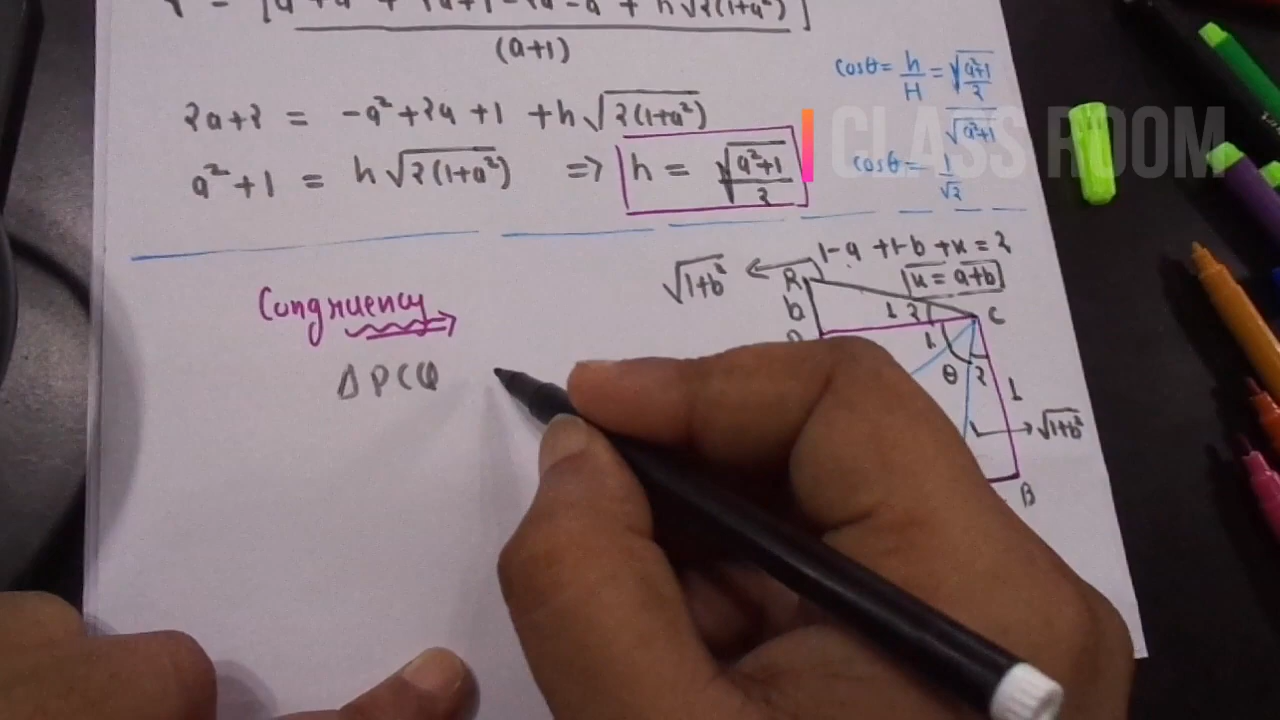 (a+1)
2a+2 = -a²+2a+1 +h√2(1+a²)
a²+1 = h√2(1+a²) => h = √(a²+1)/2
cosθ = h/H = √(a²+1)/2 / √a²+1
cosθ = 1/√2
CLASS ROOM
Congruency
Δ PCQ
1-a +1-b +x = 2
x = a+b
√1+b²
R
b
1
2
C
1
θ
2
1
√1+b²
B